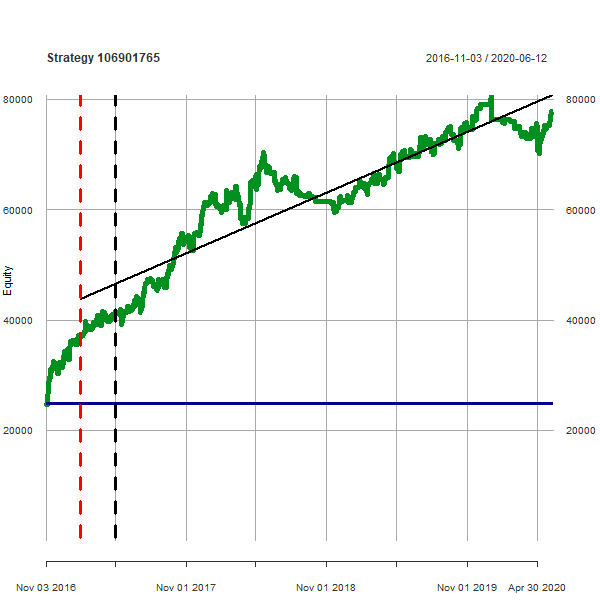 Strategy 106901765
2016-11-03 / 2020-06-12
80000
80000
60000
60000
Equity
40000
40000
20000
20000
Nov 03 2016
Nov 01 2017
Nov 01 2018
Nov 01 2019
Apr 30 2020